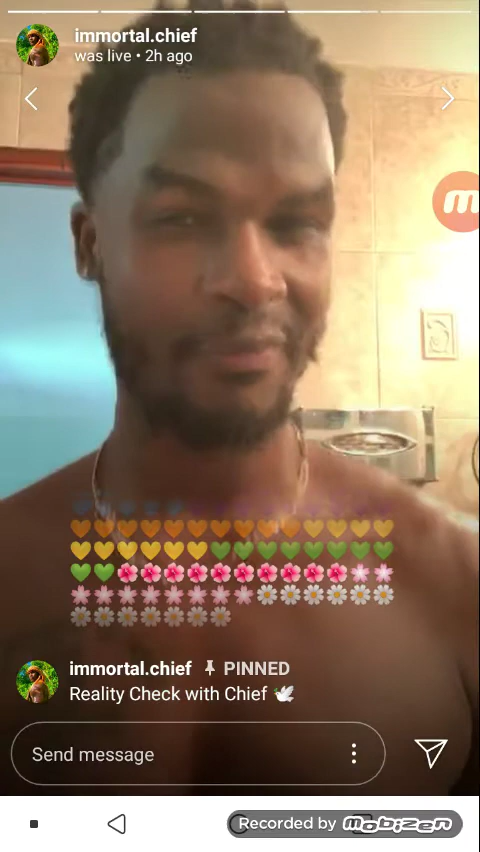 immortal.chief
was live • 2h ago
m
immortal.chief PINNED
Reality Check with Chief 🕊️
Send message
Recorded by mobizen